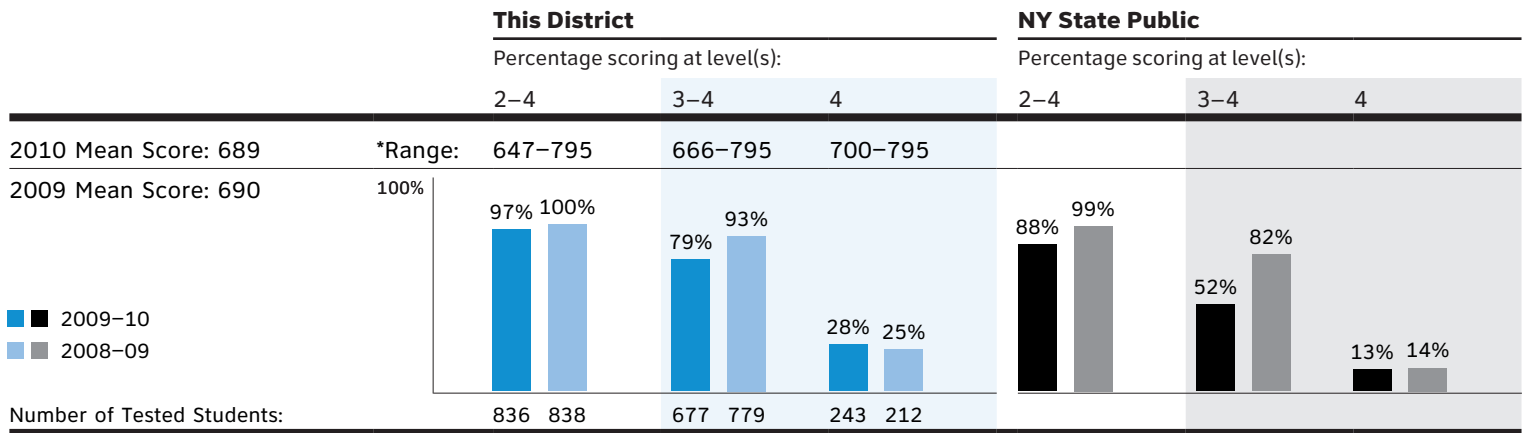 This District NY State Public
Percentage scoring at level(s): Percentage scoring at level(s):
2–4 3–4 4 2–4 3–4 4
2010 Mean Score: 689 *Range: 647–795 666–795 700–795
2009 Mean Score: 690 100%
97% 100% 79% 93% 28% 25% 88% 99% 52% 82% 13% 14%
2009–10
2008–09
Number of Tested Students: 836 838 677 779 243 212